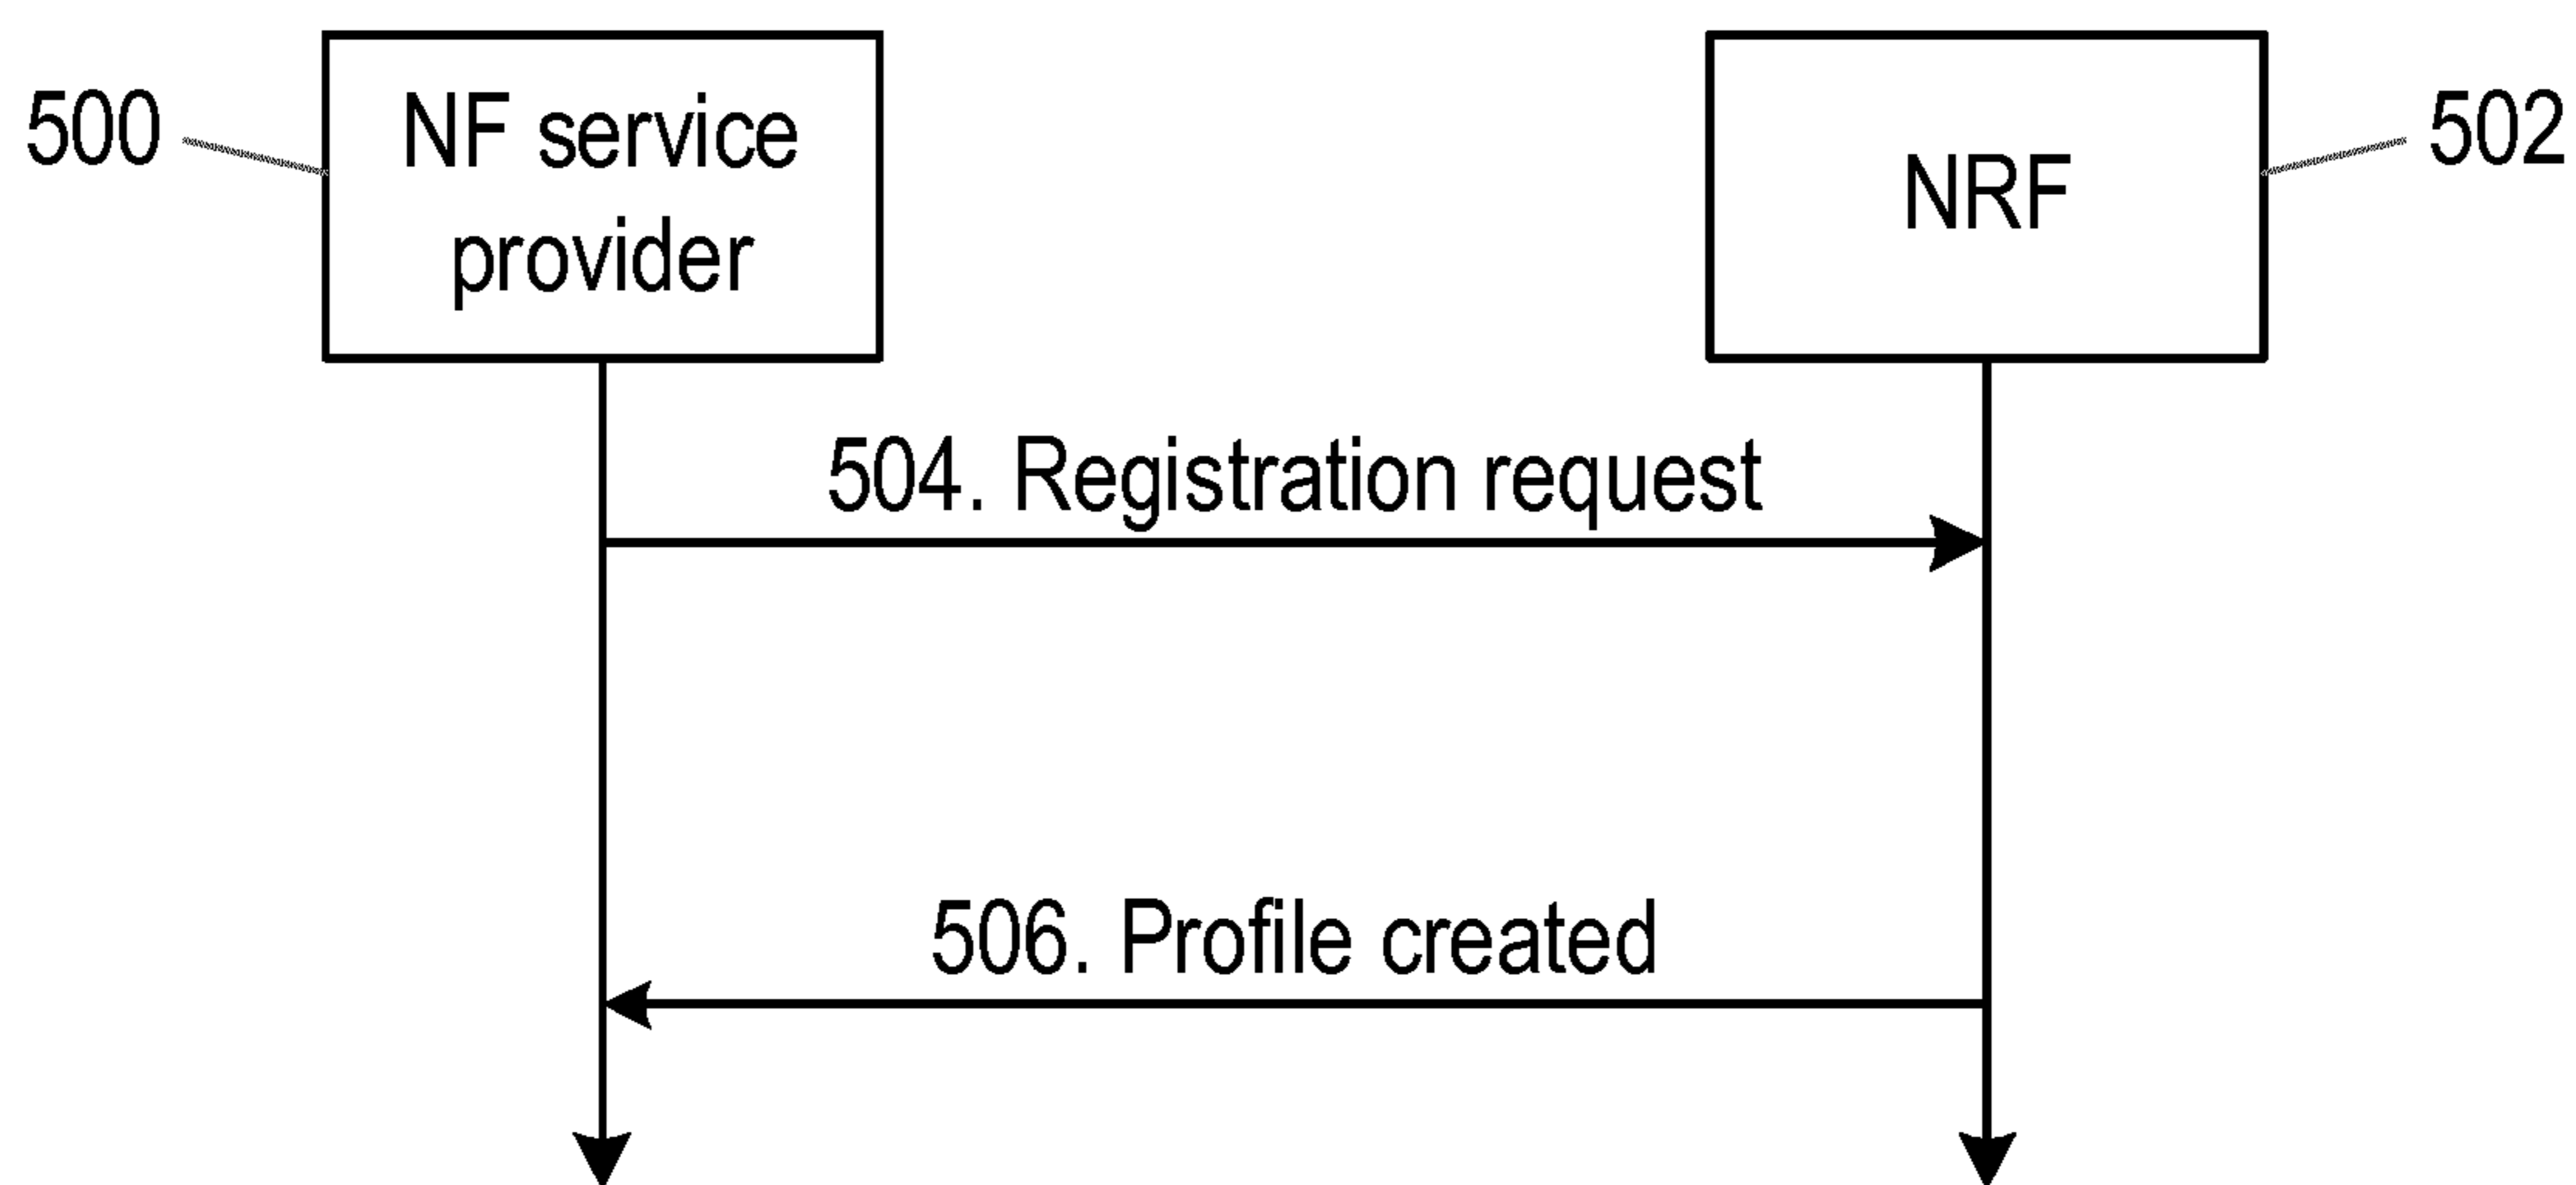 500
NF service
provider
NRF
502
504. Registration request
506. Profile created